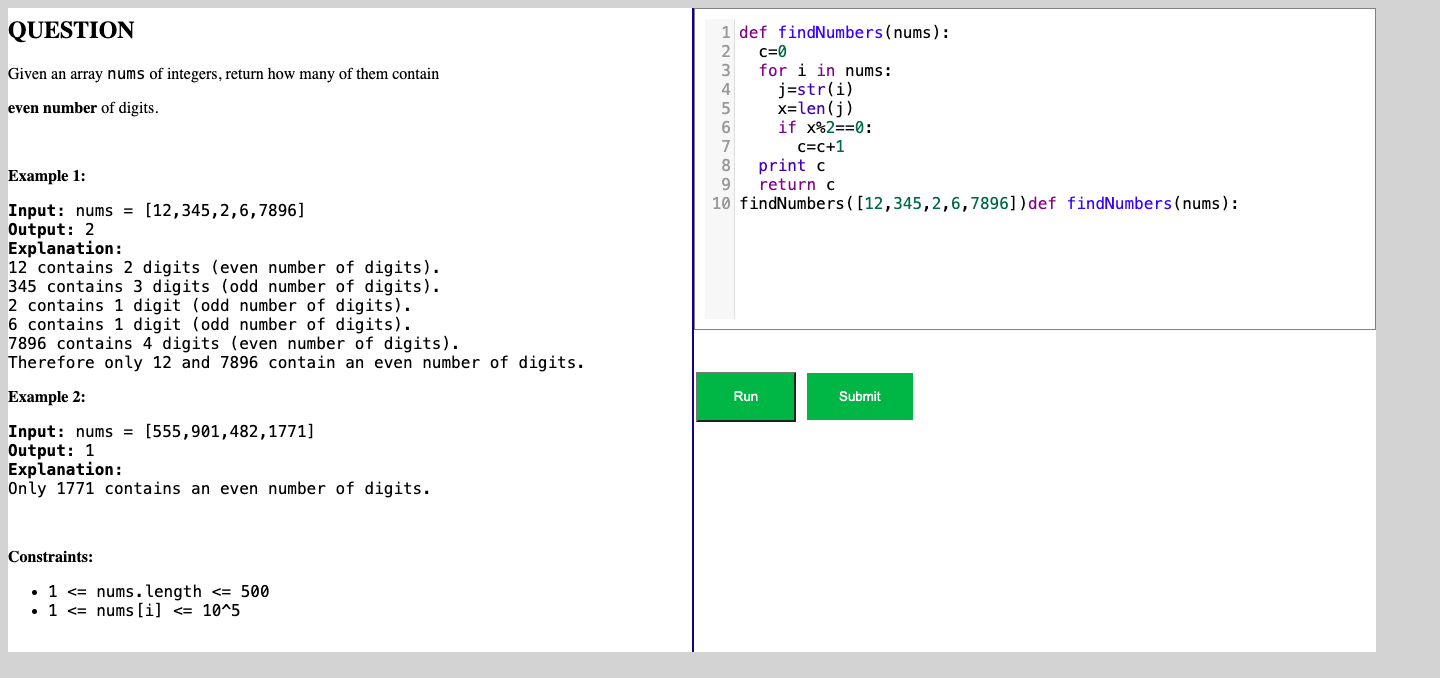 QUESTION
Given an array nums of integers, return how many of them contain
even number of digits.
Example 1:
Input: nums = [12,345,2,6,7896]
Output: 2
Explanation:
12 contains 2 digits (even number of digits).
345 contains 3 digits (odd number of digits).
2 contains 1 digit (odd number of digits).
6 contains 1 digit (odd number of digits).
7896 contains 4 digits (even number of digits).
Therefore only 12 and 7896 contain an even number of digits.
Example 2:
Input: nums = [555,901,482,1771]
Output: 1
Explanation:
Only 1771 contains an even number of digits.
Constraints:
• 1 <= nums.length <= 500
• 1 <= nums[i] <= 10^5
1 def findNumbers(nums):
2   c=0
3   for i in nums:
4     j=str(i)
5     x=len(j)
6     if x%2==0:
7       c=c+1
8   print c
9   return c
10 findNumbers([12,345,2,6,7896])def findNumbers(nums):
Run Submit